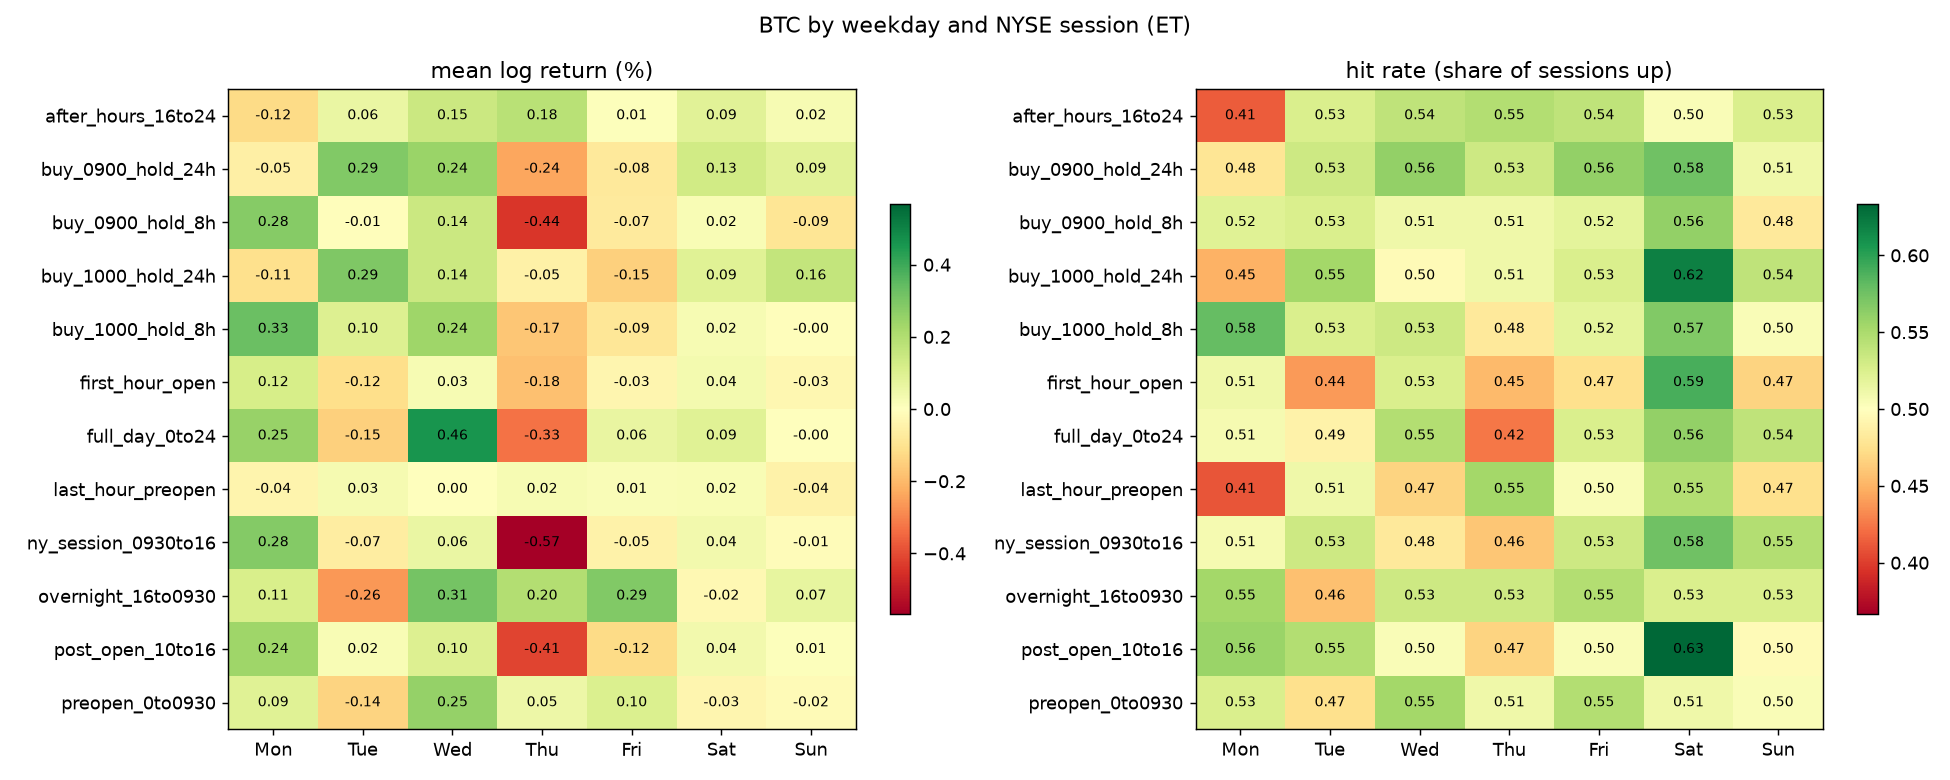 BTC by weekday and NYSE session (ET)
mean log return (%)
after_hours_16to24 -0.12 0.06 0.15 0.18 0.01 0.09 0.02
buy_0900_hold_24h -0.05 0.29 0.24 -0.24 -0.08 0.13 0.09
buy_0900_hold_8h 0.28 -0.01 0.14 -0.44 -0.07 0.02 -0.09
buy_1000_hold_24h -0.11 0.29 0.14 -0.05 -0.15 0.09 0.16
buy_1000_hold_8h 0.33 0.10 0.24 -0.17 -0.09 0.02 -0.00
first_hour_open 0.12 -0.12 0.03 -0.18 -0.03 0.04 -0.03
full_day_0to24 0.25 -0.15 0.46 -0.33 0.06 0.09 -0.00
last_hour_preopen -0.04 0.03 0.00 0.02 0.01 0.02 -0.04
ny_session_0930to16 0.28 -0.07 0.06 -0.57 -0.05 0.04 -0.01
overnight_16to0930 0.11 -0.26 0.31 0.20 0.29 -0.02 0.07
post_open_10to16 0.24 0.02 0.10 -0.41 -0.12 0.04 0.01
preopen_0to0930 0.09 -0.14 0.25 0.05 0.10 -0.03 -0.02
Mon Tue Wed Thu Fri Sat Sun
0.4
0.2
0.0
−0.2
−0.4
hit rate (share of sessions up)
after_hours_16to24 0.41 0.53 0.54 0.55 0.54 0.50 0.53
buy_0900_hold_24h 0.48 0.53 0.56 0.53 0.56 0.58 0.51
buy_0900_hold_8h 0.52 0.53 0.51 0.51 0.52 0.56 0.48
buy_1000_hold_24h 0.45 0.55 0.50 0.51 0.53 0.62 0.54
buy_1000_hold_8h 0.58 0.53 0.53 0.48 0.52 0.57 0.50
first_hour_open 0.51 0.44 0.53 0.45 0.47 0.59 0.47
full_day_0to24 0.51 0.49 0.55 0.42 0.53 0.56 0.54
last_hour_preopen 0.41 0.51 0.47 0.55 0.50 0.55 0.47
ny_session_0930to16 0.51 0.53 0.48 0.46 0.53 0.58 0.55
overnight_16to0930 0.55 0.46 0.53 0.53 0.55 0.53 0.53
post_open_10to16 0.56 0.55 0.50 0.47 0.50 0.63 0.50
preopen_0to0930 0.53 0.47 0.55 0.51 0.55 0.51 0.50
Mon Tue Wed Thu Fri Sat Sun
0.60
0.55
0.50
0.45
0.40